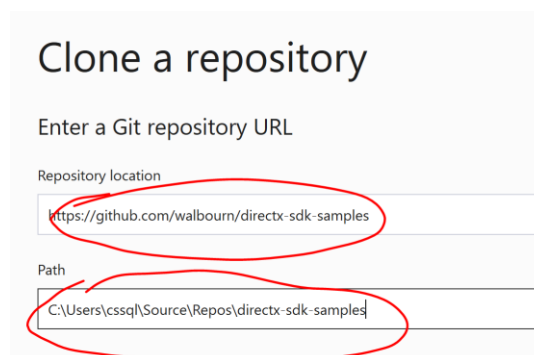 Clone a repository
Enter a Git repository URL
Repository location
https://github.com/walbourn/directx-sdk-samples
Path
C:\Users\cssql\Source\Repos\directx-sdk-samples